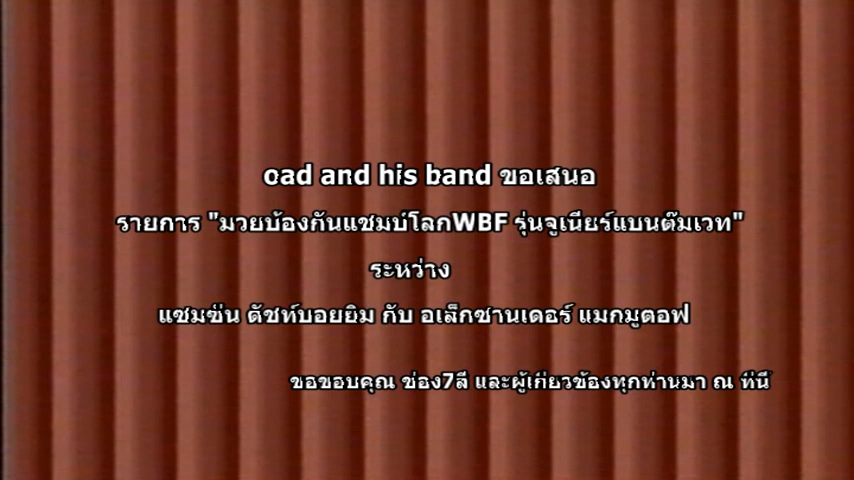 oad and his band ขอเสนอ
รายการ "มวยป้องกันแชมป์โลกWBF รุ่นจูเนียร์แบนตั้มเวท"
ระหว่าง
แซมซั่น ดัชท์บอยยิม กับ อเล็กซานเดอร์ แมกมูตอฟ
ขอขอบคุณ ช่อง7สี และผู้เกี่ยวข้องทุกท่านมา ณ ที่นี้